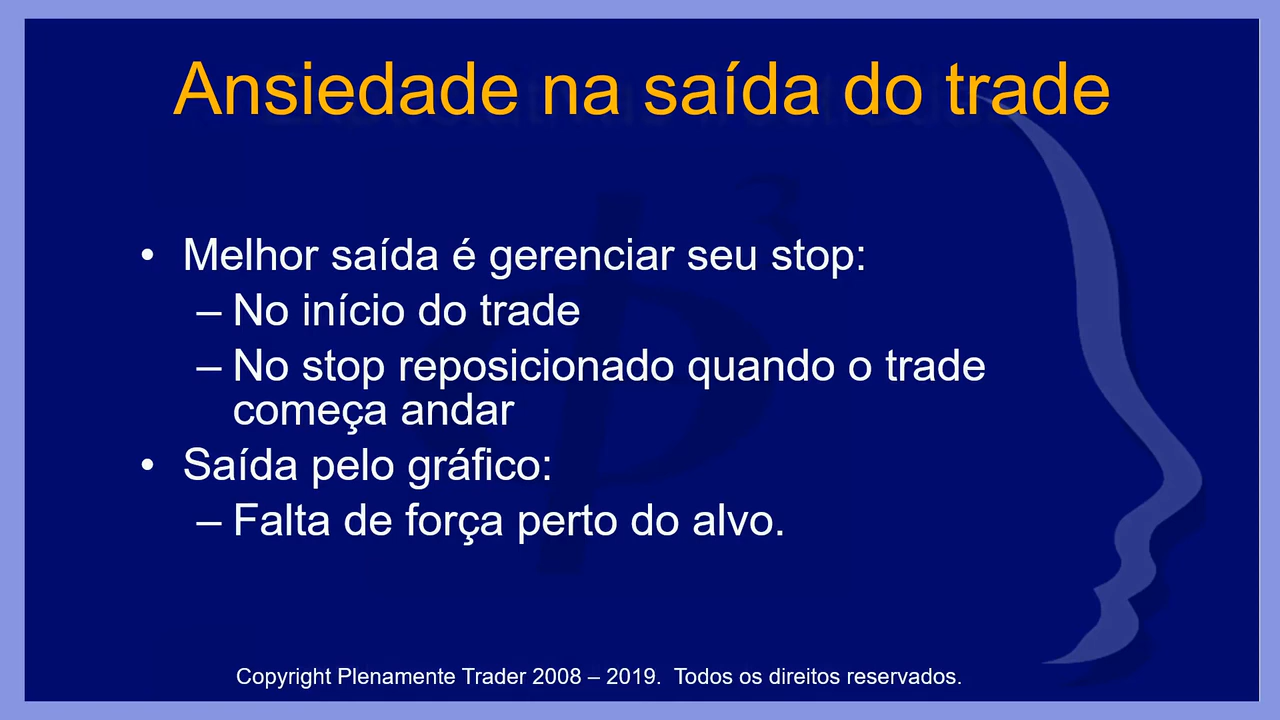 Ansiedade na saída do trade
• Melhor saída é gerenciar seu stop:
– No início do trade
– No stop reposicionado quando o trade
começa andar
• Saída pelo gráfico:
– Falta de força perto do alvo.
Copyright Plenamente Trader 2008 – 2019. Todos os direitos reservados.